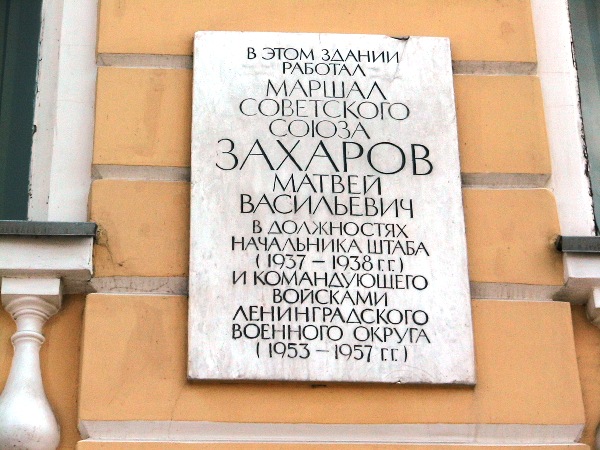 В ЭТОМ ЗДАНИИ
РАБОТАЛ
МАРШАЛ
СОВЕТСКОГО
СОЮЗА
ЗАХАРОВ
МАТВЕЙ
ВАСИЛЬЕВИЧ
В ДОЛЖНОСТЯХ
НАЧАЛЬНИКА ШТАБА
(1937 – 1938 г.г.)
И КОМАНДУЮЩЕГО
ВОЙСКАМИ
ЛЕНИНГРАДСКОГО
ВОЕННОГО ОКРУГА
(1953 – 1957 г.г.)